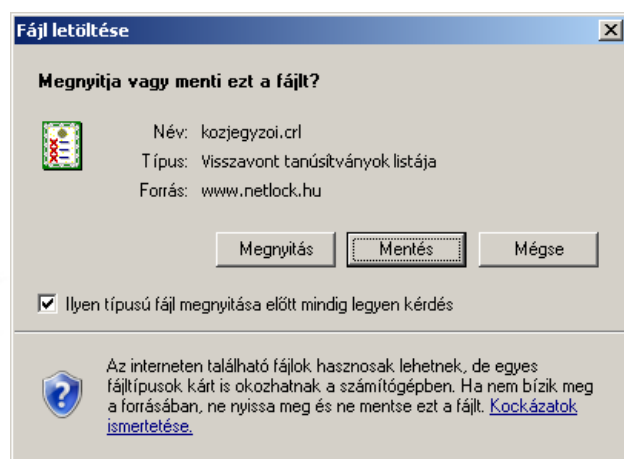 Fájl letöltése
Megnyitja vagy menti ezt a fájlt?
Név: kozjegyzoi.crl
Típus: Visszavont tanúsítványok listája
Forrás: www.netlock.hu
Megnyitás Mentés Mégse
Ilyen típusú fájl megnyitása előtt mindig legyen kérdés
Az interneten található fájlok hasznosak lehetnek, de egyes
fájltípusok kárt is okozhatnak a számítógépben. Ha nem bízik meg
a forrásában, ne nyissa meg és ne mentse ezt a fájlt. Kockázatok
ismertetése.